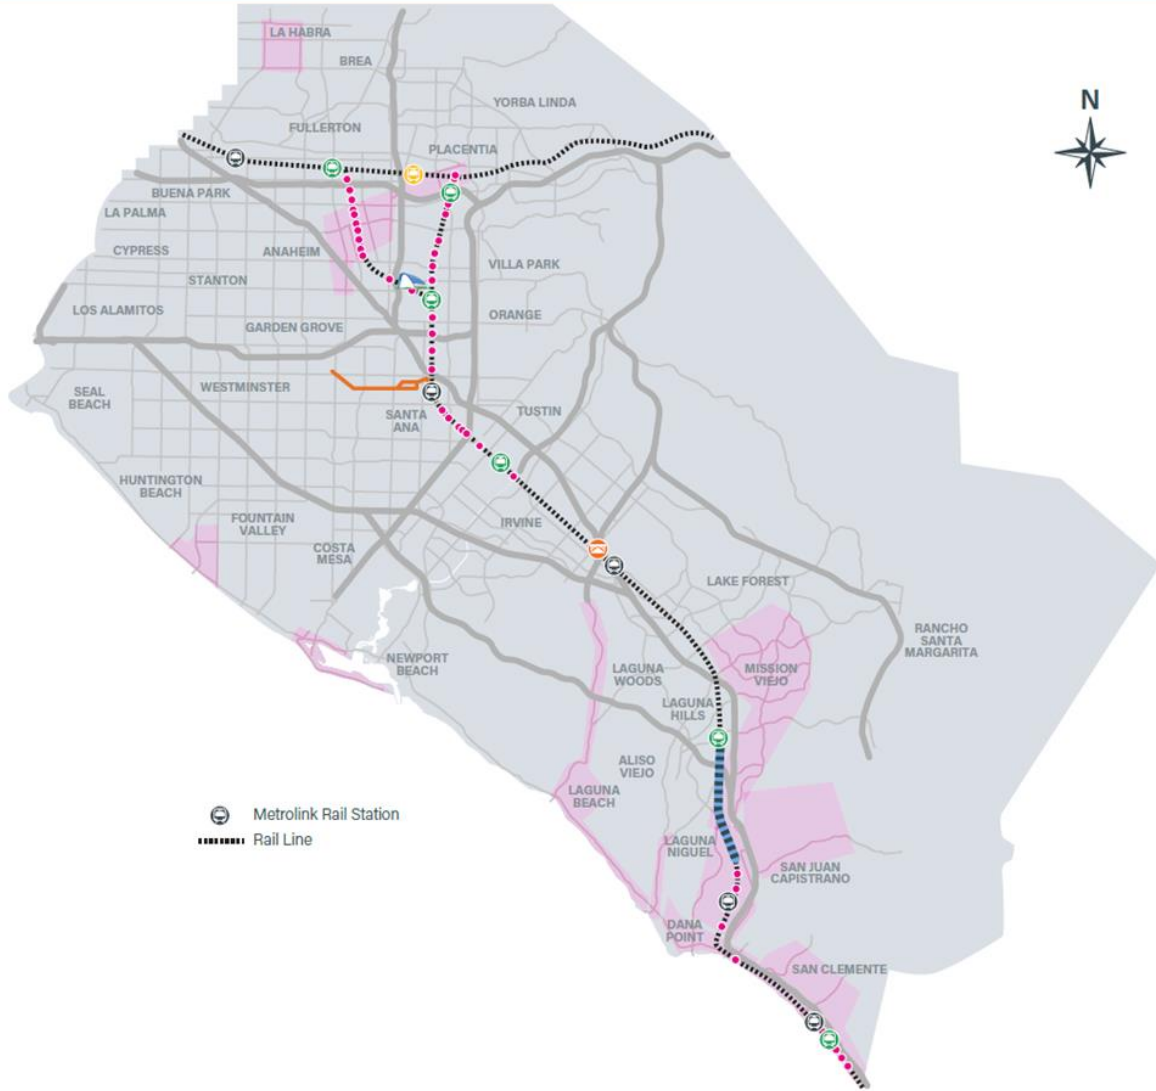 LA HABRA
BREA
N
YORBA LINDA
FULLERTON
PLACENTIA
BUENA PARK
LA PALMA
CYPRESS
ANAHEIM
VILLA PARK
STANTON
LOS ALAMITOS
ORANGE
GARDEN GROVE
WESTMINSTER
SEAL
BEACH
SANTA
ANA
TUSTIN
HUNTINGTON
BEACH
FOUNTAIN
VALLEY
IRVINE
COSTA
MESA
LAKE FOREST
RANCHO
SANTA
MARGARITA
NEWPORT
BEACH
LAGUNA
WOODS
MISSION
VIEJO
LAGUNA
HILLS
ALISO
VIEJO
LAGUNA
BEACH
Metrolink Rail Station
Rail Line
LAGUNA
NIGUEL
SAN JUAN
CAPISTRANO
DANA
POINT
SAN CLEMENTE